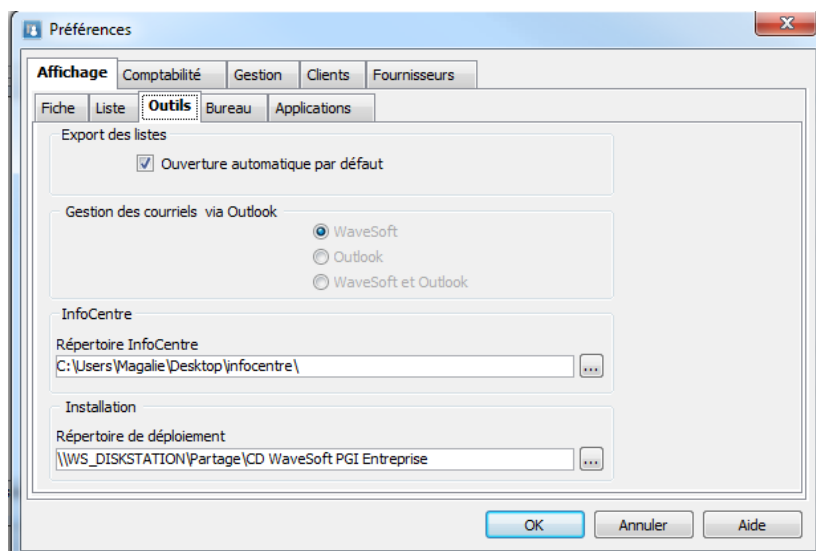 Préférences
Affichage Comptabilité Gestion Clients Fournisseurs
Fiche Liste Outils Bureau Applications
Export des listes
Ouverture automatique par défaut
Gestion des courriels via Outlook
WaveSoft
Outlook
WaveSoft et Outlook
InfoCentre
Répertoire InfoCentre
C:\Users\Magalie\Desktop\infocentre\
...
Installation
Répertoire de déploiement
\\WS_DISKSTATION\Partage\CD WaveSoft PGI Entreprise
...
OK Annuler Aide